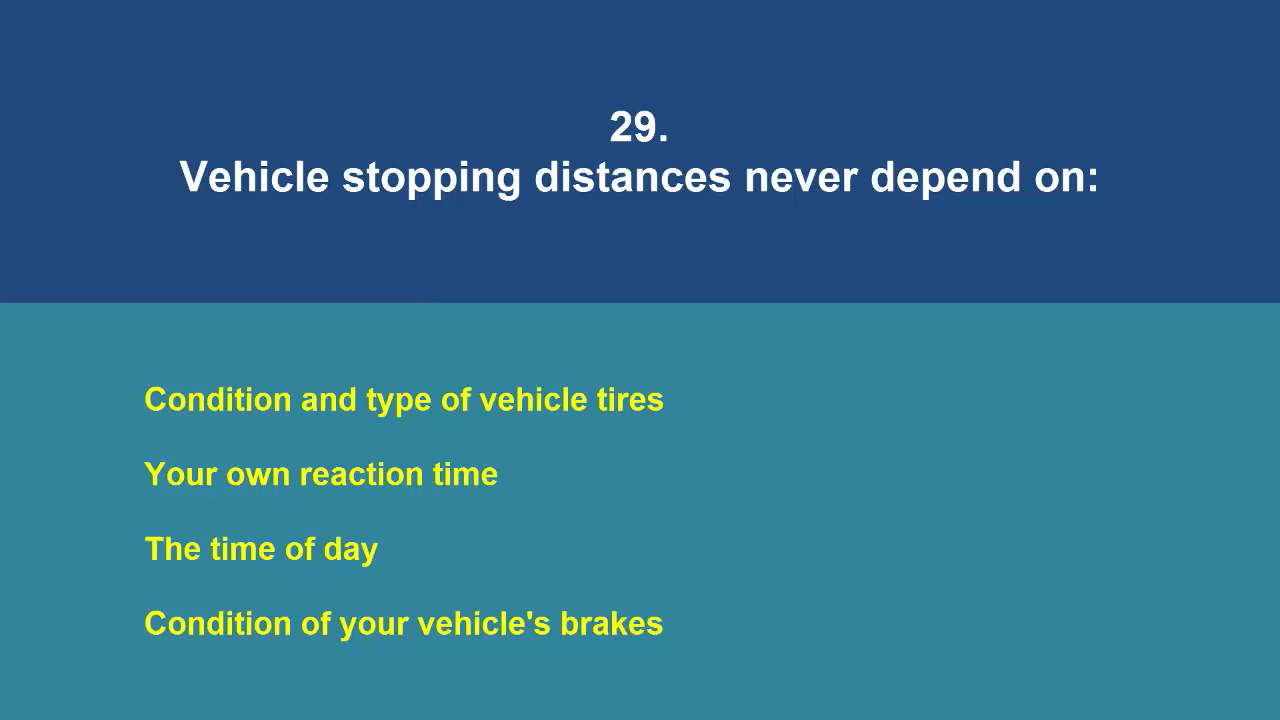 29.
Vehicle stopping distances never depend on:
Condition and type of vehicle tires
Your own reaction time
The time of day
Condition of your vehicle's brakes